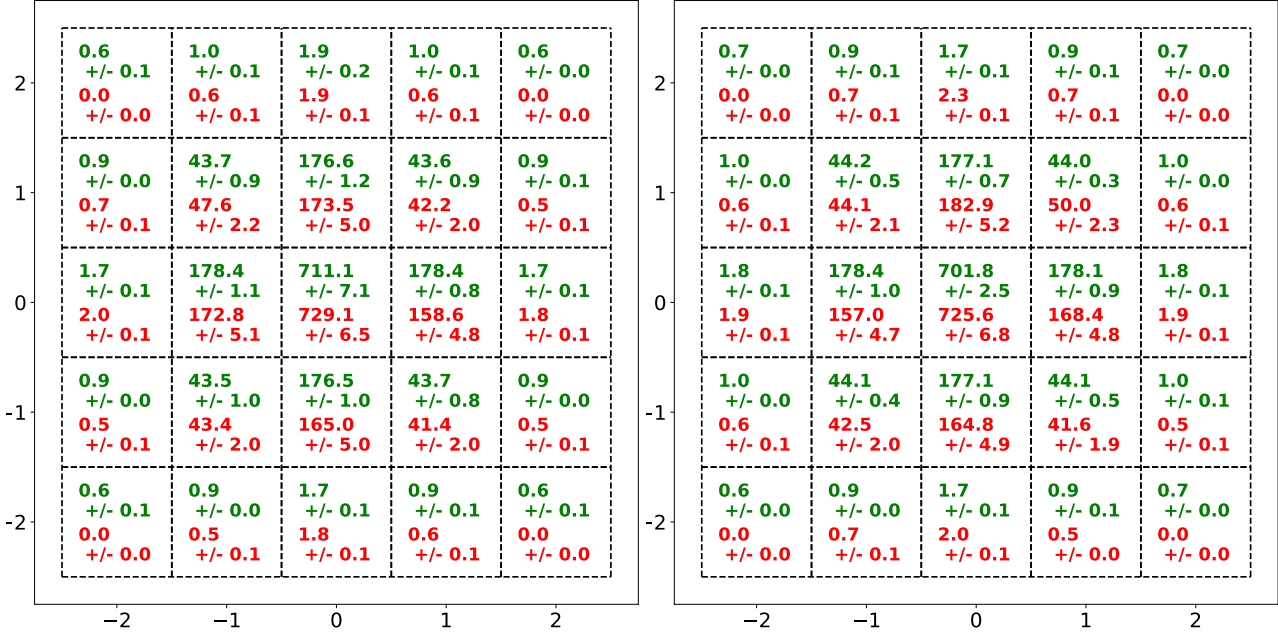 0.6 1.0 1.9 1.0 0.6
+/- 0.1 +/- 0.1 +/- 0.2 +/- 0.1 +/- 0.0
2 0.0 0.6 1.9 0.6 0.0
+/- 0.0 +/- 0.1 +/- 0.1 +/- 0.1 +/- 0.0
0.9 43.7 176.6 43.6 0.9
+/- 0.0 +/- 0.9 +/- 1.2 +/- 0.9 +/- 0.1
1 0.7 47.6 173.5 42.2 0.5
+/- 0.1 +/- 2.2 +/- 5.0 +/- 2.0 +/- 0.1
1.7 178.4 711.1 178.4 1.7
+/- 0.1 +/- 1.1 +/- 7.1 +/- 0.8 +/- 0.1
0 2.0 172.8 729.1 158.6 1.8
+/- 0.1 +/- 5.1 +/- 6.5 +/- 4.8 +/- 0.1
0.9 43.5 176.5 43.7 0.9
+/- 0.0 +/- 1.0 +/- 1.0 +/- 0.8 +/- 0.0
-1 0.5 43.4 165.0 41.4 0.5
+/- 0.1 +/- 2.0 +/- 5.0 +/- 2.0 +/- 0.1
0.6 0.9 1.7 0.9 0.6
+/- 0.1 +/- 0.0 +/- 0.1 +/- 0.1 +/- 0.1
-2 0.0 0.5 1.8 0.6 0.0
+/- 0.0 +/- 0.1 +/- 0.1 +/- 0.1 +/- 0.0
−2 −1 0 1 2
0.7 0.9 1.7 0.9 0.7
+/- 0.0 +/- 0.1 +/- 0.1 +/- 0.1 +/- 0.0
2 0.0 0.7 2.3 0.7 0.0
+/- 0.0 +/- 0.1 +/- 0.1 +/- 0.1 +/- 0.0
1.0 44.2 177.1 44.0 1.0
+/- 0.0 +/- 0.5 +/- 0.7 +/- 0.3 +/- 0.0
1 0.6 44.1 182.9 50.0 0.6
+/- 0.1 +/- 2.1 +/- 5.2 +/- 2.3 +/- 0.1
1.8 178.4 701.8 178.1 1.8
+/- 0.1 +/- 1.0 +/- 2.5 +/- 0.9 +/- 0.1
0 1.9 157.0 725.6 168.4 1.9
+/- 0.1 +/- 4.7 +/- 6.8 +/- 4.8 +/- 0.1
1.0 44.1 177.1 44.1 1.0
+/- 0.0 +/- 0.4 +/- 0.9 +/- 0.5 +/- 0.1
-1 0.6 42.5 164.8 41.6 0.5
+/- 0.1 +/- 2.0 +/- 4.9 +/- 1.9 +/- 0.1
0.6 0.9 1.7 0.9 0.7
+/- 0.0 +/- 0.0 +/- 0.1 +/- 0.1 +/- 0.0
-2 0.0 0.7 2.0 0.5 0.0
+/- 0.0 +/- 0.1 +/- 0.1 +/- 0.0 +/- 0.0
−2 −1 0 1 2